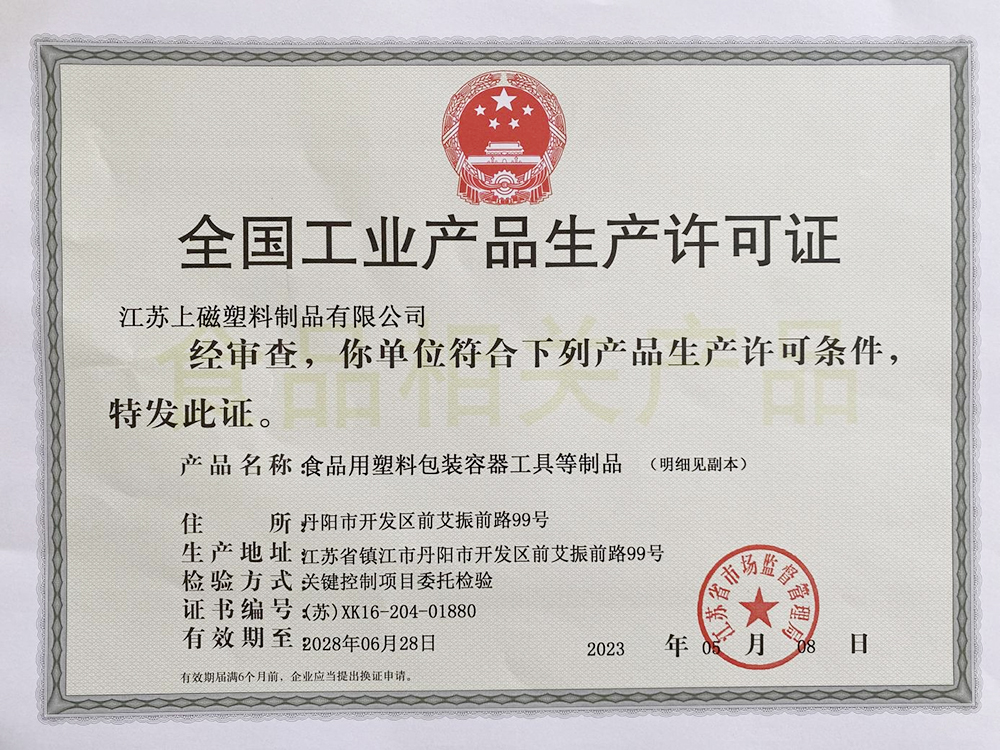 全国工业产品生产许可证
江苏上磁塑料制品有限公司
食品相关产品
经审查，你单位符合下列产品生产许可条件，
特发此证。
产品名称：食品用塑料包装容器工具等制品 （明细见副本）
住所：丹阳市开发区前艾振前路99号
生产地址：江苏省镇江市丹阳市开发区前艾振前路99号
检验方式：关键控制项目委托检验
证书编号：(苏)XK16-204-01880
有效期至：2028年06月28日
2023 年 05 月 08 日
江苏省市场监督管理局
有效期届满6个月前，企业应当提出换证申请。